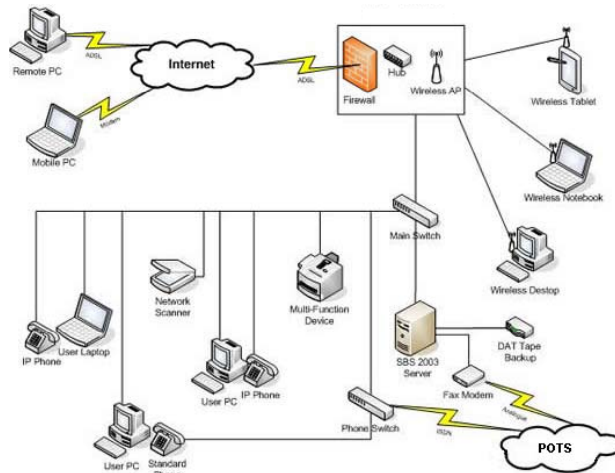 Remote PC
ADSL
Internet
ADSL
Firewall
Hub
Wireless AP
Wireless Tablet
Modem
Mobile PC
Wireless Notebook
Main Switch
Wireless Destop
Network
Scanner
Multi-Function
Device
IP Phone
User Laptop
SBS 2003
Server
DAT Tape
Backup
User PC
IP Phone
Fax Modem
Phone Switch
ISDN
Analogue
POTS
User PC
Standard